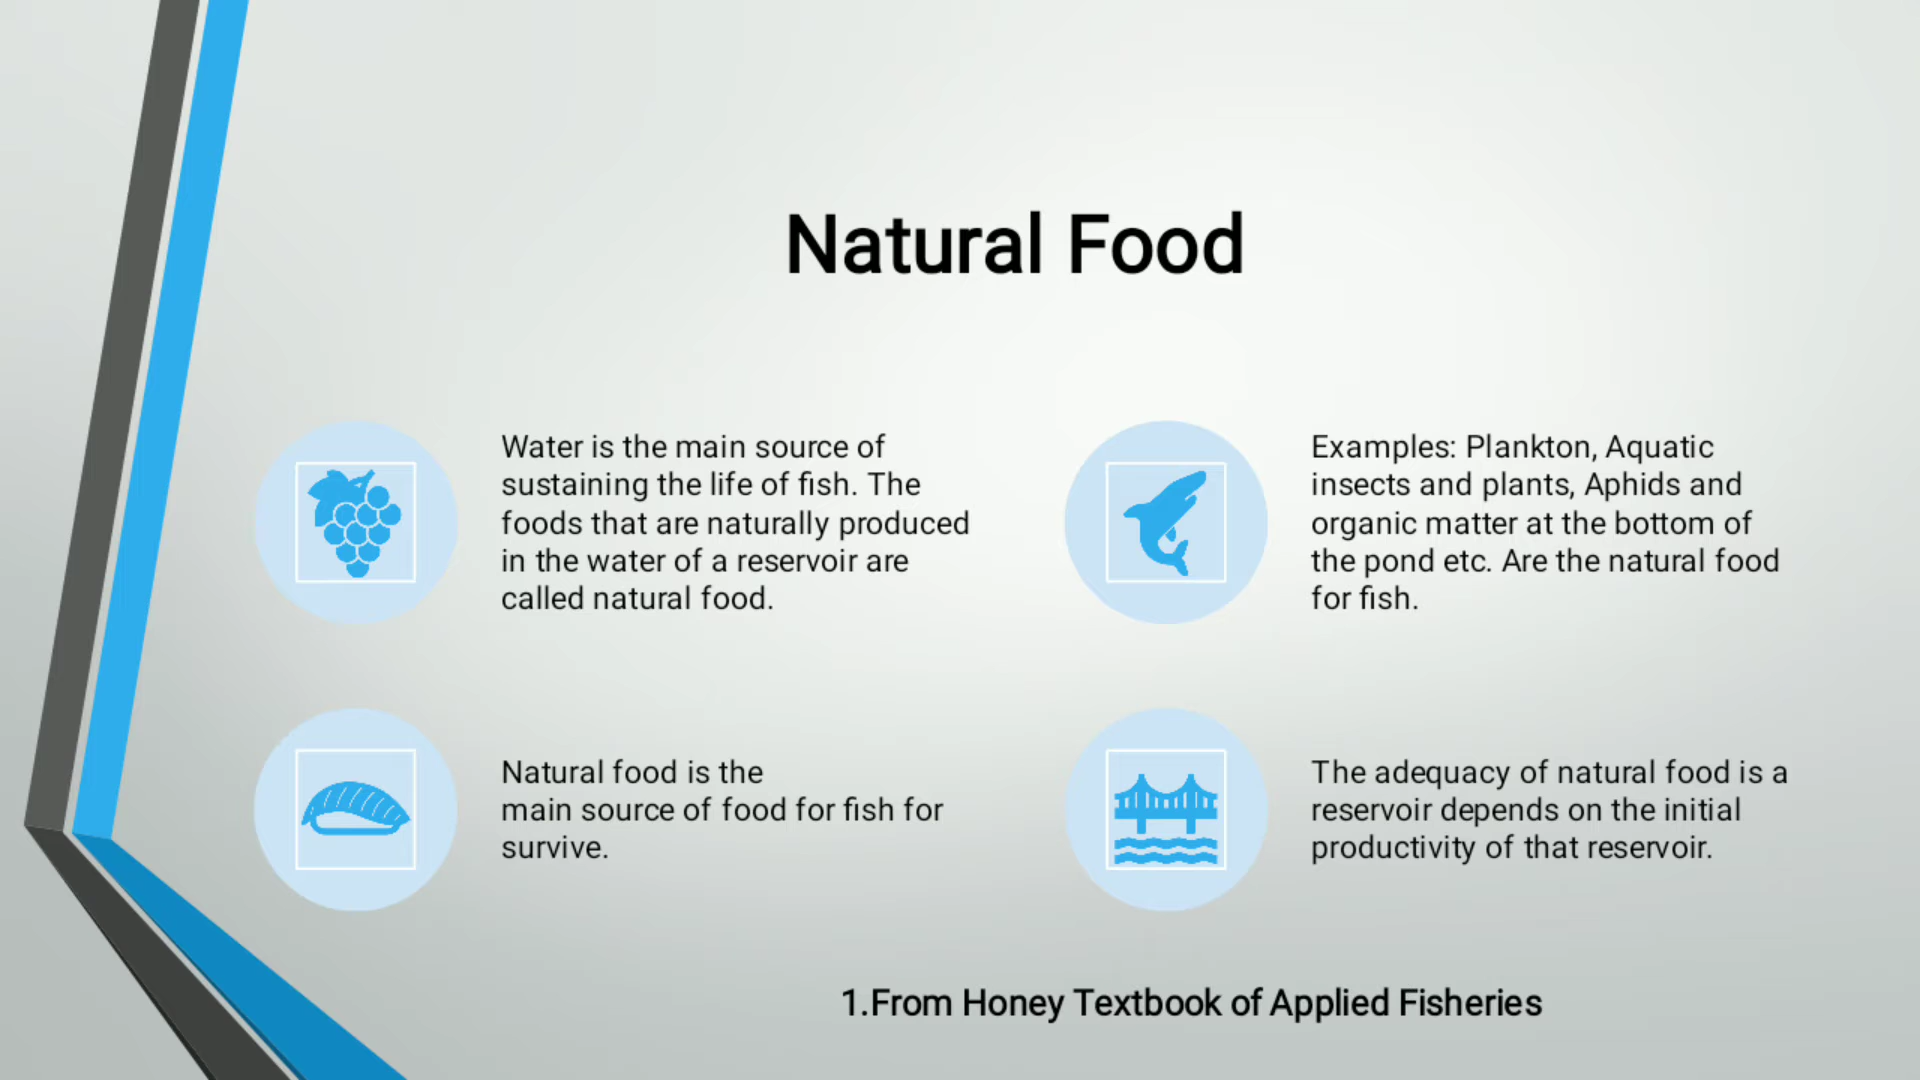 Natural Food
Water is the main source of
sustaining the life of fish. The
foods that are naturally produced
in the water of a reservoir are
called natural food.
Examples: Plankton, Aquatic
insects and plants, Aphids and
organic matter at the bottom of
the pond etc. Are the natural food
for fish.
Natural food is the
main source of food for fish for
survive.
The adequacy of natural food is a
reservoir depends on the initial
productivity of that reservoir.
1.From Honey Textbook of Applied Fisheries